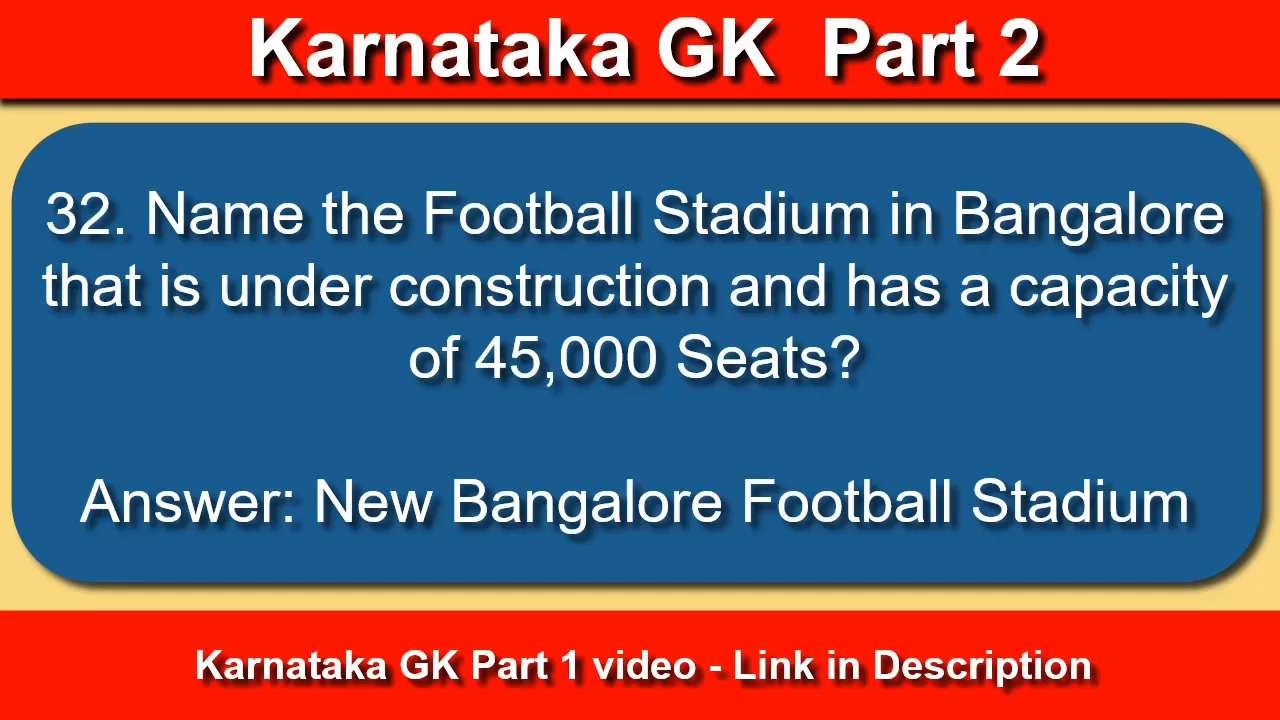 Karnataka GK  Part 2
32. Name the Football Stadium in Bangalore
that is under construction and has a capacity
of 45,000 Seats?
Answer: New Bangalore Football Stadium
Karnataka GK Part 1 video - Link in Description